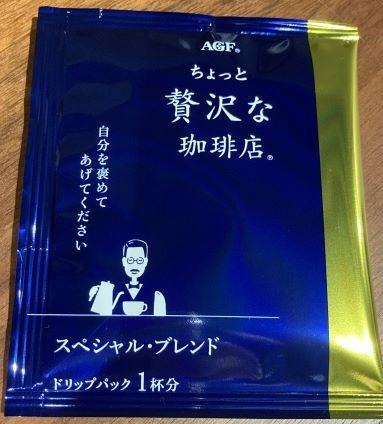 AGF®
ちょっと
贅沢な
珈琲店®
自分を褒めて
あげてください
スペシャル・ブレンド
ドリップパック 1杯分